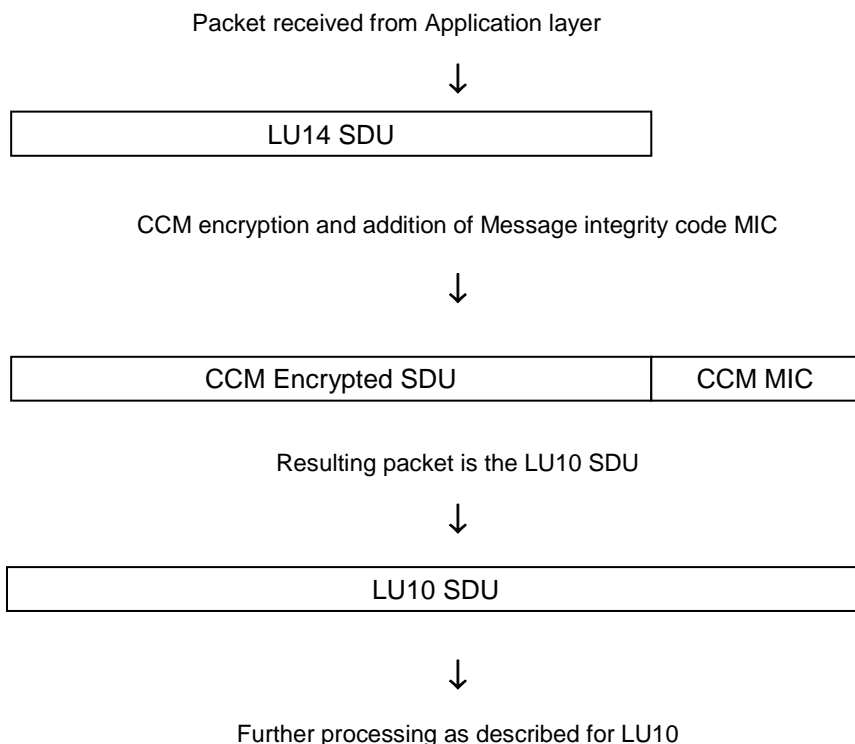 Packet received from Application layer
↓
LU14 SDU
CCM encryption and addition of Message integrity code MIC
↓
CCM Encrypted SDU CCM MIC
Resulting packet is the LU10 SDU
↓
LU10 SDU
↓
Further processing as described for LU10